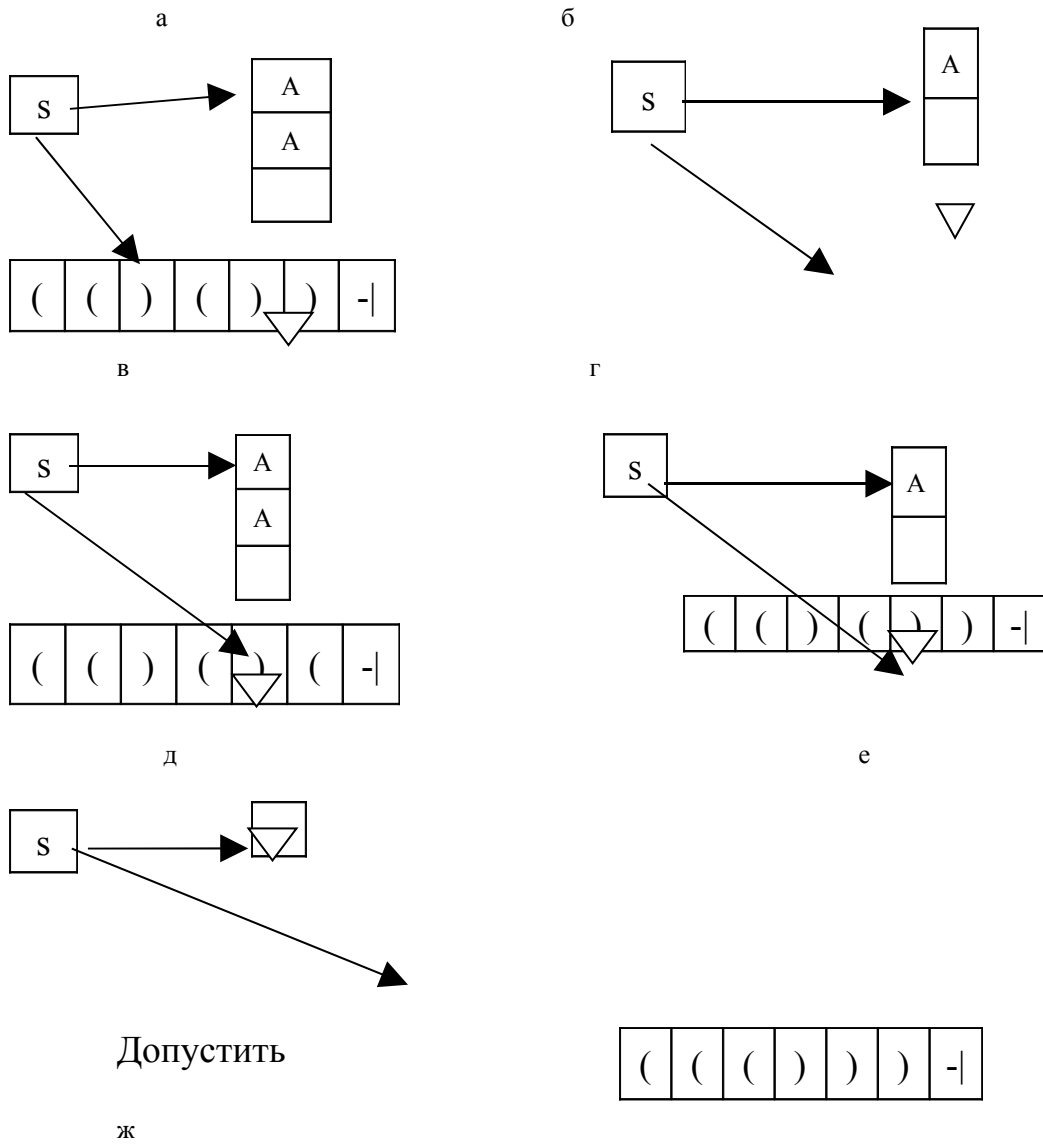 а б
S A A
S A
( ( ) ( ) ) -|
в г
S A A
S A
( ( ) ( ) ) -|
( ( ) ( ) ( -|
д е
S
Допустить
( ( ( ) ) ) -|
ж